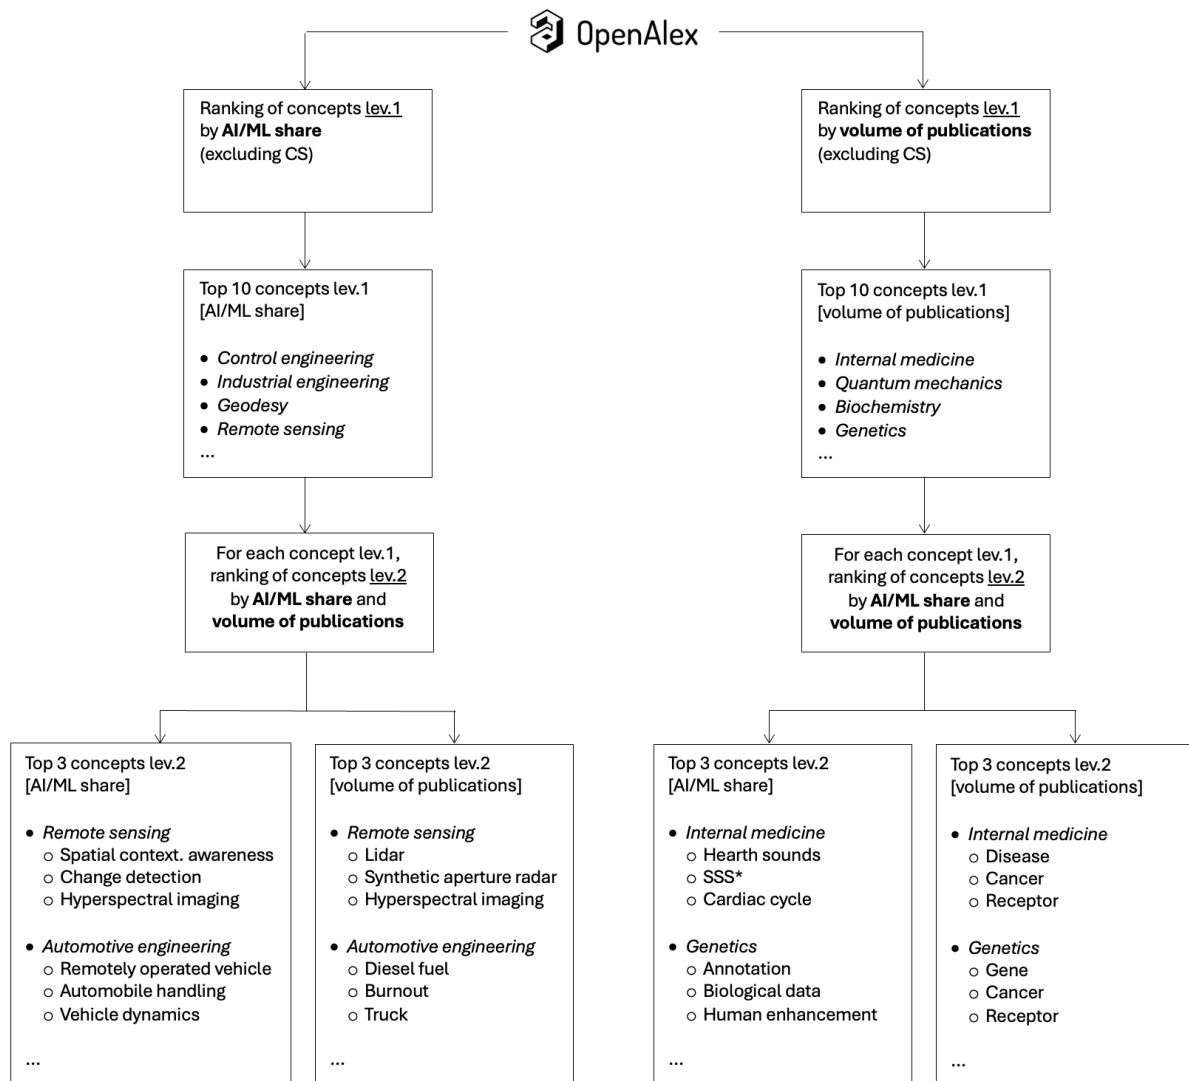 OpenAlex
Ranking of concepts lev.1
by AI/ML share
(excluding CS)
Ranking of concepts lev.1
by volume of publications
(excluding CS)
Top 10 concepts lev.1
[AI/ML share]
● Control engineering
● Industrial engineering
● Geodesy
● Remote sensing
...
Top 10 concepts lev.1
[volume of publications]
● Internal medicine
● Quantum mechanics
● Biochemistry
● Genetics
...
For each concept lev.1,
ranking of concepts lev.2
by AI/ML share and
volume of publications
For each concept lev.1,
ranking of concepts lev.2
by AI/ML share and
volume of publications
Top 3 concepts lev.2
[AI/ML share]
● Remote sensing
○ Spatial context. awareness
○ Change detection
○ Hyperspectral imaging
● Automotive engineering
○ Remotely operated vehicle
○ Automobile handling
○ Vehicle dynamics
...
Top 3 concepts lev.2
[volume of publications]
● Remote sensing
○ Lidar
○ Synthetic aperture radar
○ Hyperspectral imaging
● Automotive engineering
○ Diesel fuel
○ Burnout
○ Truck
...
Top 3 concepts lev.2
[AI/ML share]
● Internal medicine
○ Hearth sounds
○ SSS*
○ Cardiac cycle
● Genetics
○ Annotation
○ Biological data
○ Human enhancement
...
Top 3 concepts lev.2
[volume of publications]
● Internal medicine
○ Disease
○ Cancer
○ Receptor
● Genetics
○ Gene
○ Cancer
○ Receptor
...